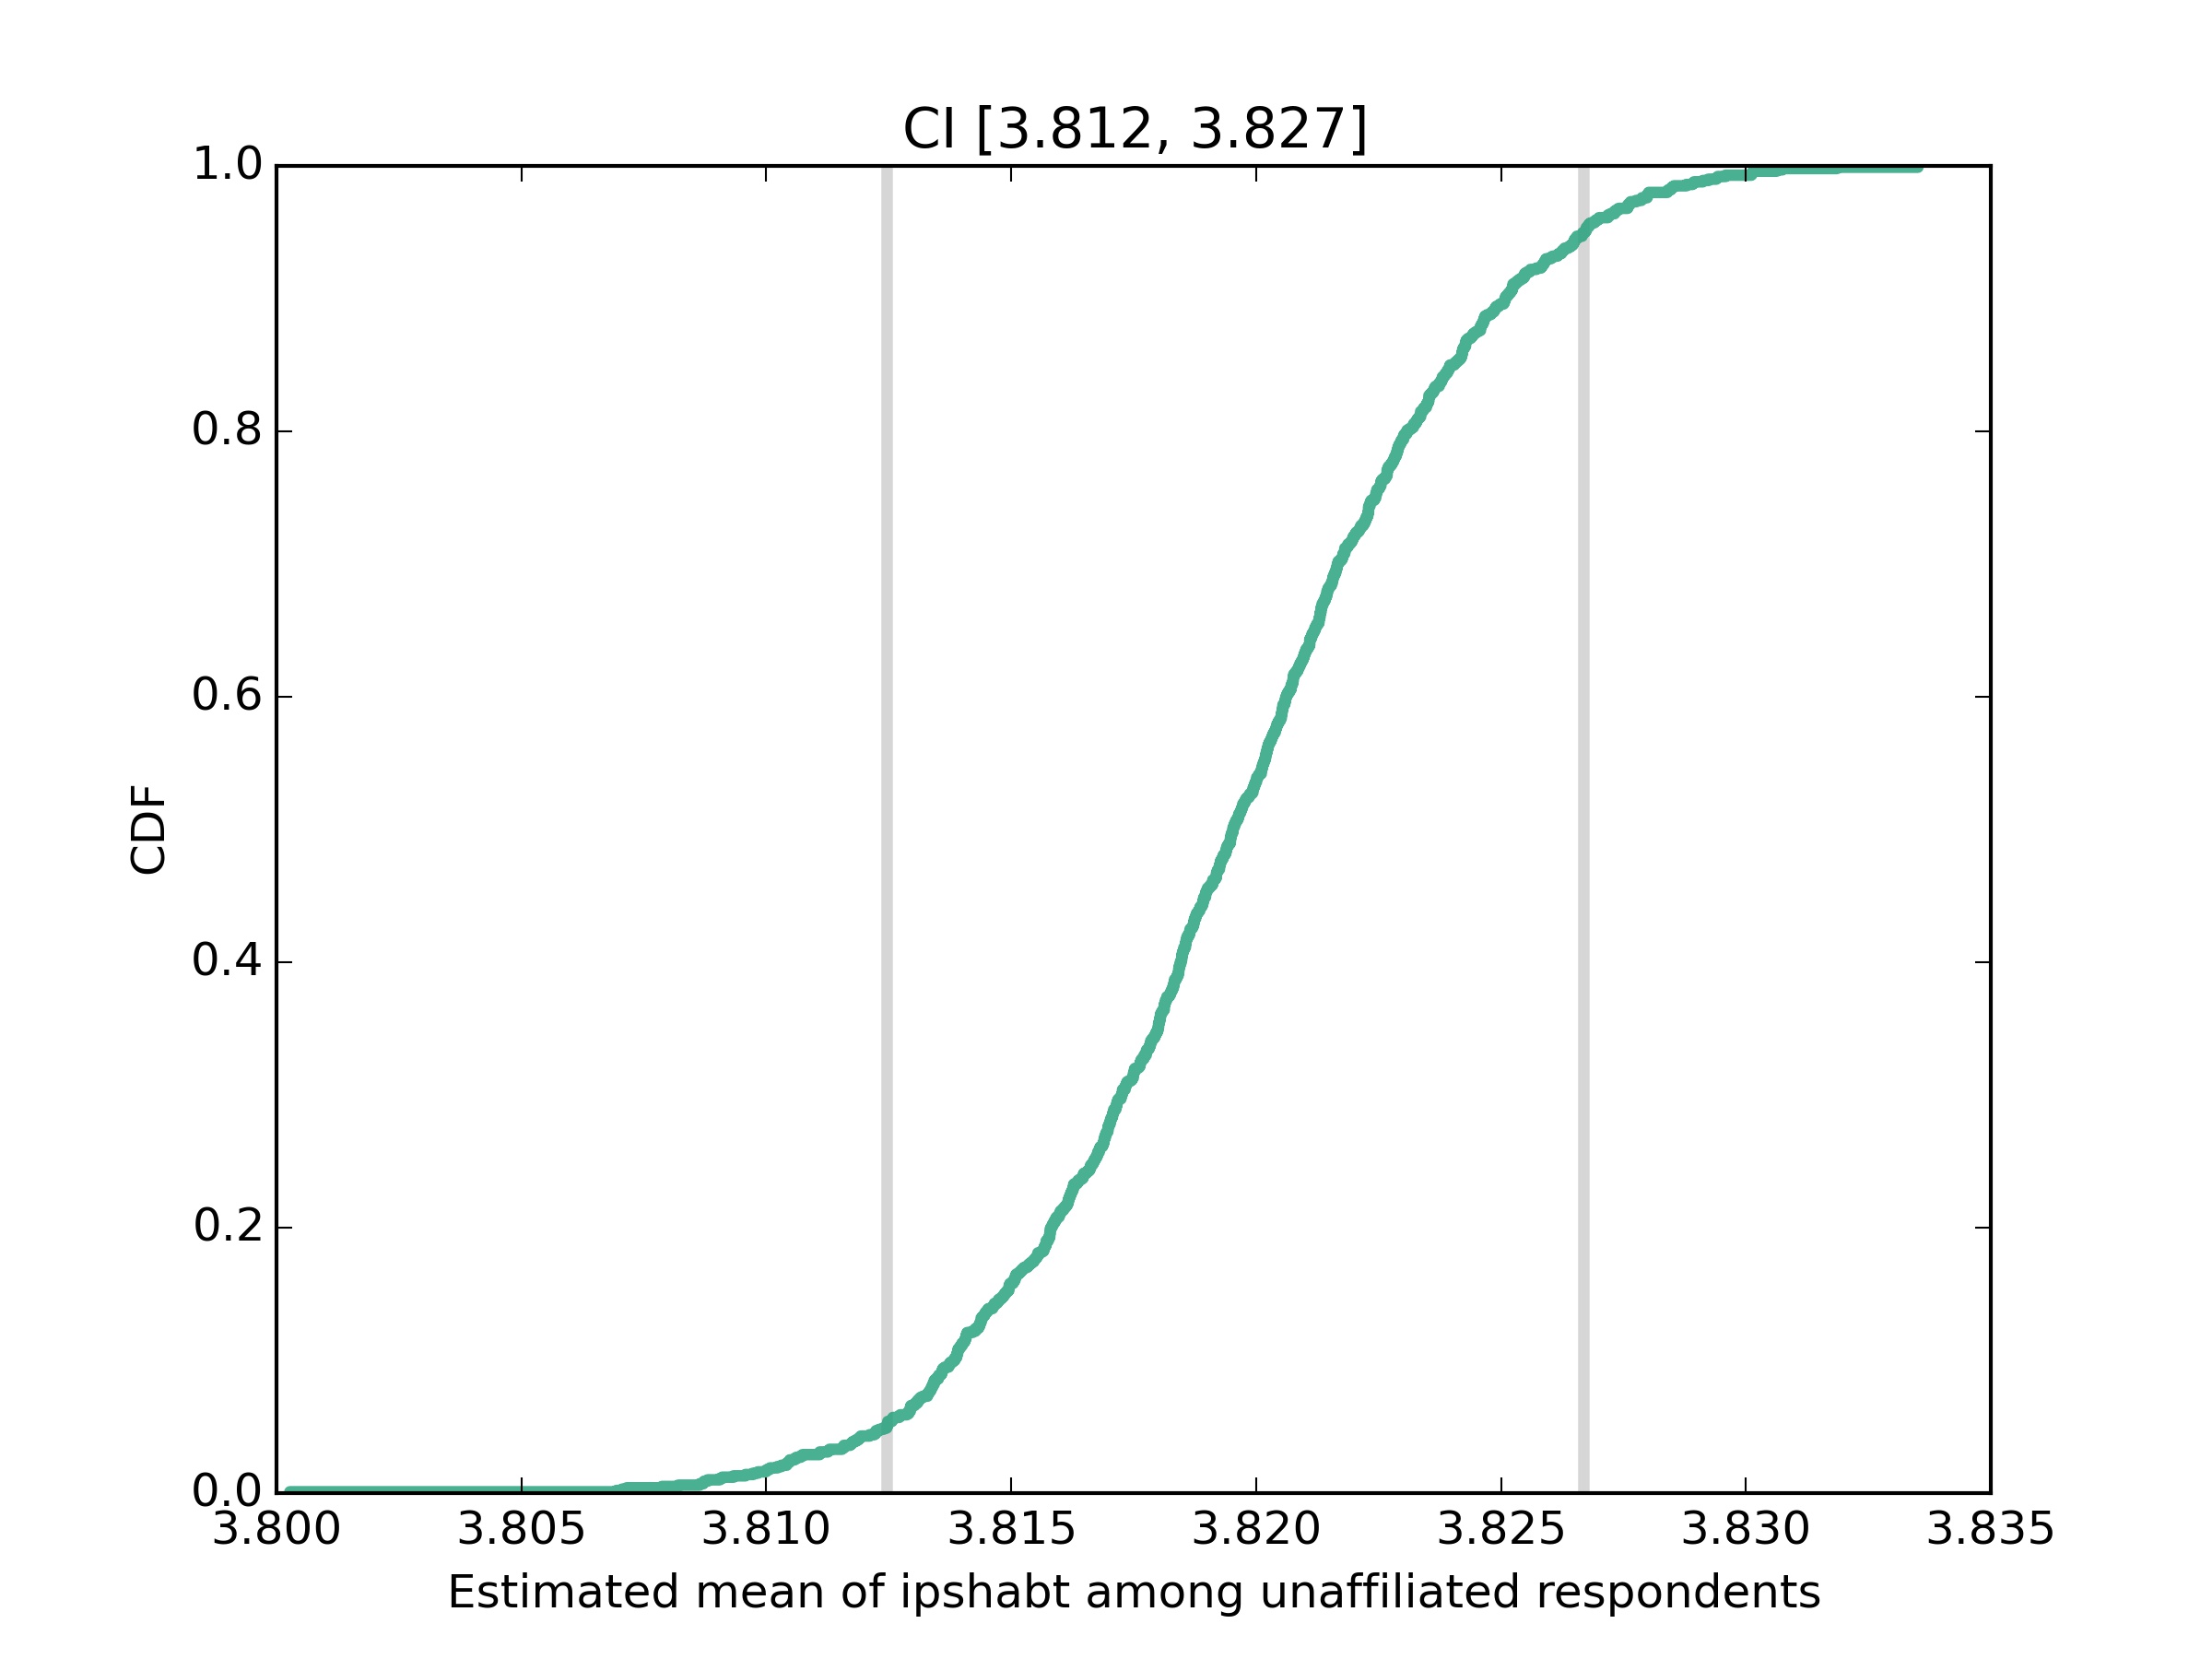 CI [3.812, 3.827]
1.0
0.8
0.6
0.4
0.2
0.0
CDF
3.800 3.805 3.810 3.815 3.820 3.825 3.830 3.835
Estimated mean of ipshabt among unaffiliated respondents